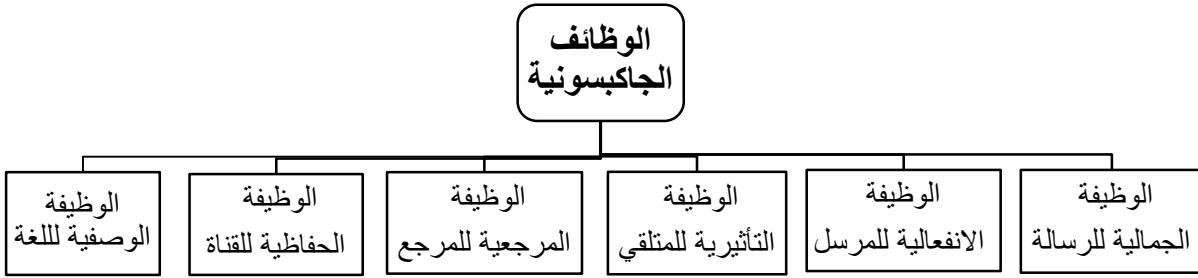 الوظائف
الجاكبسونية
الوظيفة
الجمالية للرسالة
الوظيفة
الانفعالية للمرسل
الوظيفة
التأثيرية للمتلقي
الوظيفة
المرجعية للمرجع
الوظيفة
الحفاظية للقناة
الوظيفة
الوصفية لللغة